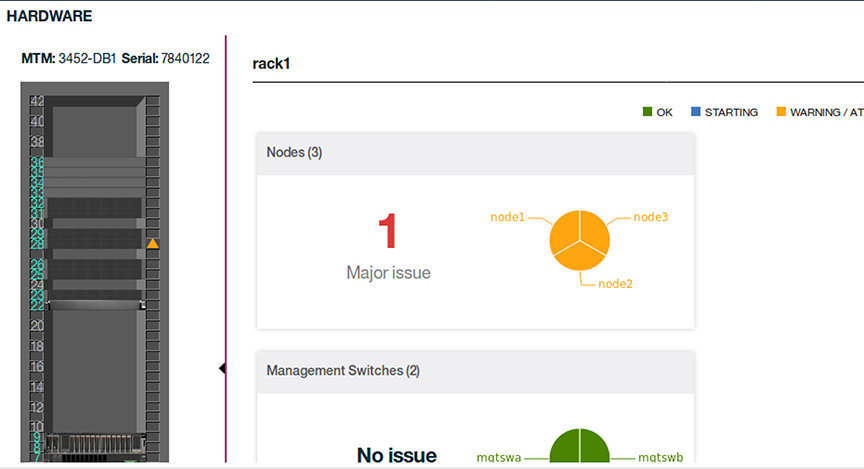 HARDWARE
MTM: 3452-DB1 Serial: 7840122
rack1
OK STARTING WARNING / AT
Nodes (3)
1
Major issue
node1
node3
node2
Management Switches (2)
No issue
mgtswa
mgtswb
42
40
38
36
35
34
33
32
31
30
29
28
26
25
24
23
22
20
18
16
14
12
10
9
8
7